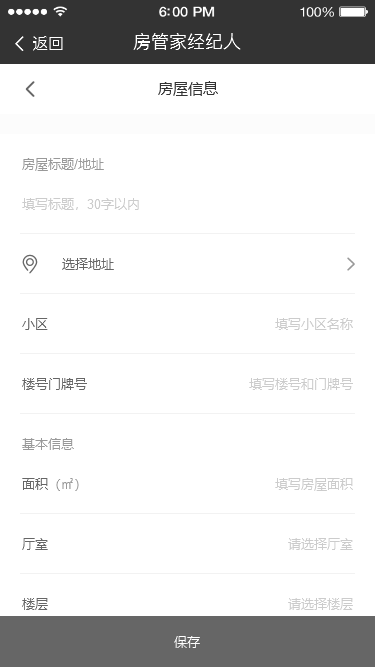 6:00 PM
100%
返回
房管家经纪人
房屋信息
房屋标题/地址
填写标题，30字以内
选择地址
小区 填写小区名称
楼号门牌号 填写楼号和门牌号
基本信息
面积（㎡） 填写房屋面积
厅室 请选择厅室
楼层 请选择楼层
保存